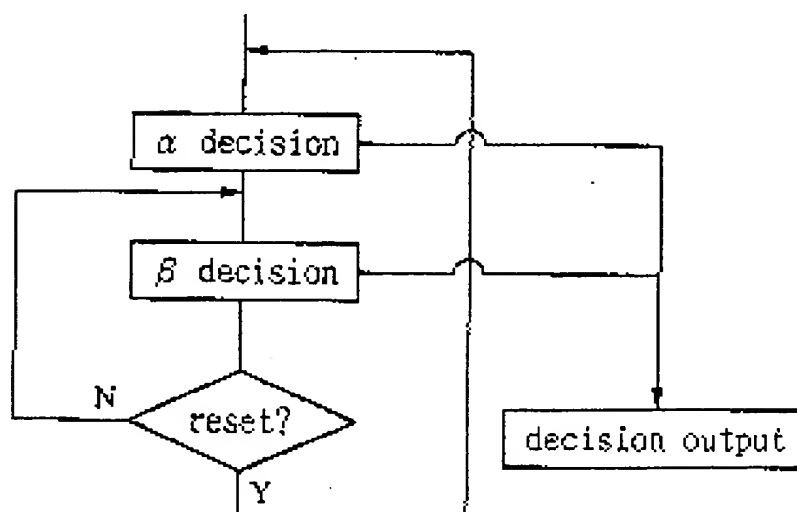 α decision
β decision
N
reset?
decision output
Y